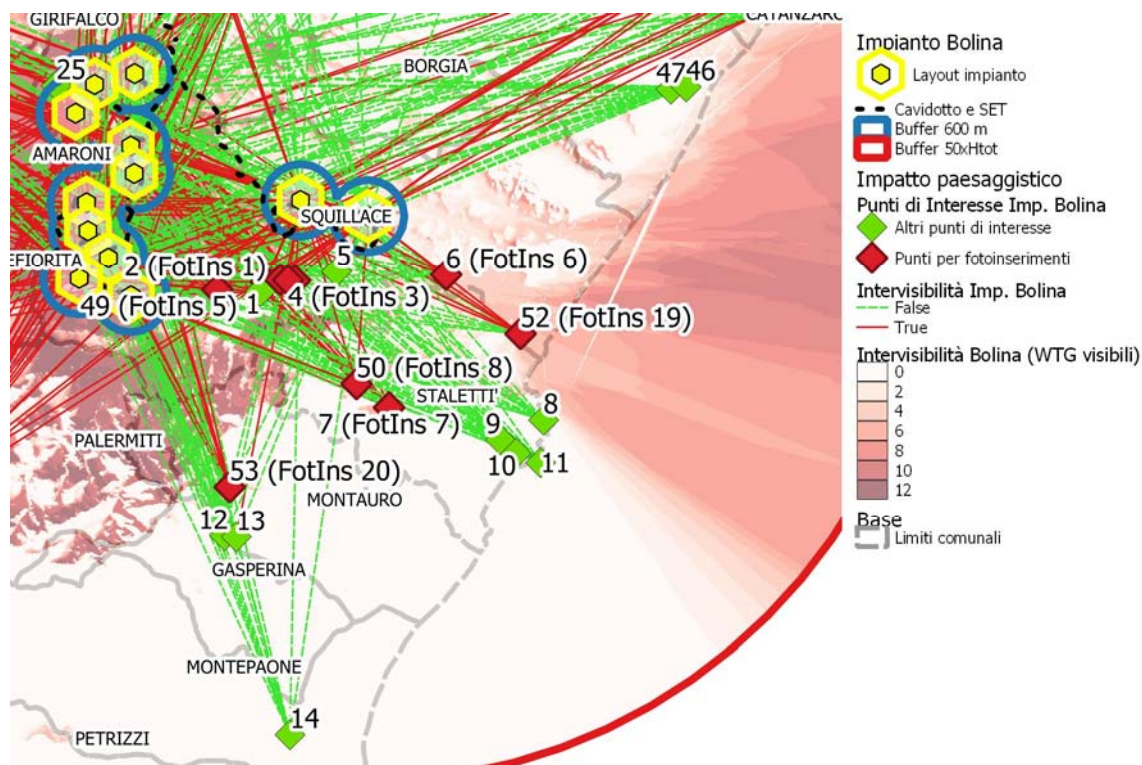 GIRIFALCO
CATANZARO
25
BORGIA
47
46
AMARONI
SQUILLACE
EFIORITA
2 (FotIns 1)
5
6 (FotIns 6)
49 (FotIns 5)
1
4 (FotIns 3)
52 (FotIns 19)
50 (FotIns 8)
STALETTI'
8
7 (FotIns 7)
9
PALERMITI
10
11
53 (FotIns 20)
MONTAURO
12
13
GASPERINA
MONTEPAONE
14
PETRIZZI
Impianto Bolina
Layout impianto
Cavidotto e SET
Buffer 600 m
Buffer 50xHtot
Impatto paesaggistico
Punti di Interesse Imp. Bolina
Altri punti di interesse
Punti per fotoinserimenti
Intervisibilità Imp. Bolina
False
True
Intervisibilità Bolina (WTG visibili)
0
2
4
6
8
10
12
Base
Limiti comunali